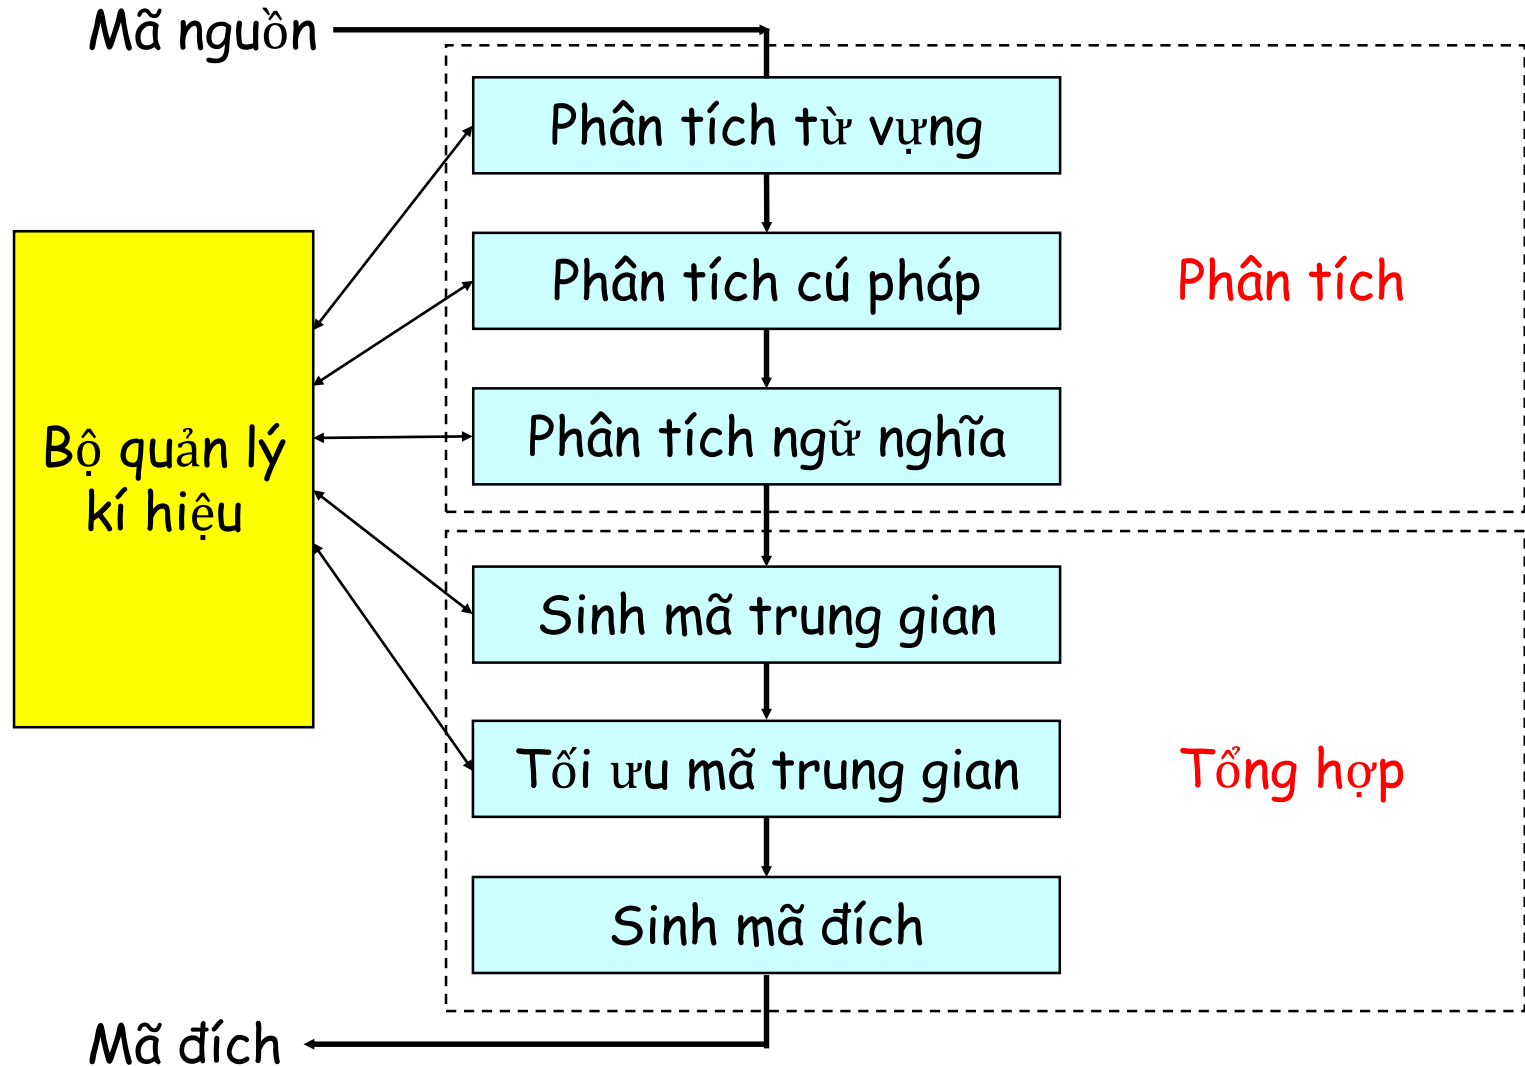 Mã nguồn
Phân tích từ vựng
Phân tích cú pháp
Phân tích
Phân tích ngữ nghĩa
Bộ quản lý
kí hiệu
Sinh mã trung gian
Tối ưu mã trung gian
Tổng hợp
Sinh mã đích
Mã đích